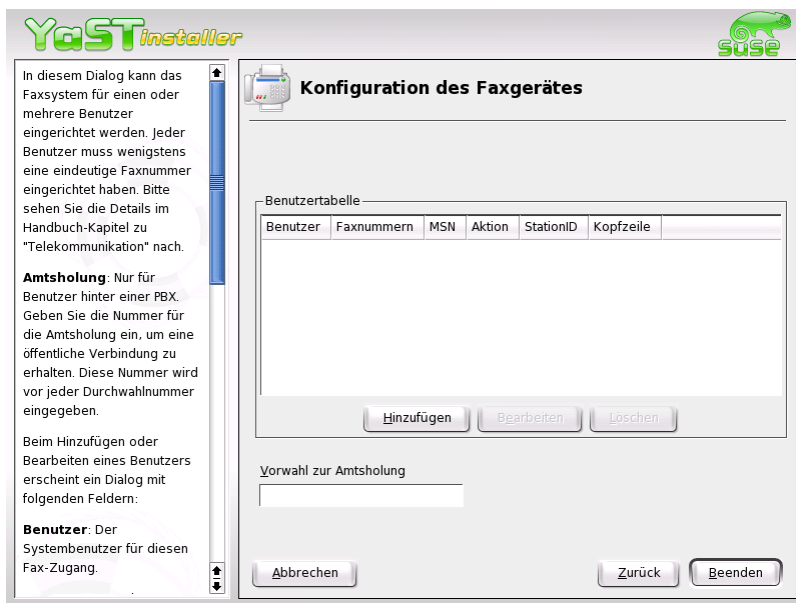 YaST installer
SUSE
In diesem Dialog kann das
Faxsystem für einen oder
mehrere Benutzer
eingerichtet werden. Jeder
Benutzer muss wenigstens
eine eindeutige Faxnummer
eingerichtet haben. Bitte
sehen Sie die Details im
Handbuch-Kapitel zu
"Telekommunikation" nach.
Amtsholung: Nur für
Benutzer hinter einer PBX.
Geben Sie die Nummer für
die Amtsholung ein, um eine
öffentliche Verbindung zu
erhalten. Diese Nummer wird
vor jeder Durchwahlnummer
eingegeben.
Beim Hinzufügen oder
Bearbeiten eines Benutzers
erscheint ein Dialog mit
folgenden Feldern:
Benutzer: Der
Systembenutzer für diesen
Fax-Zugang.
Konfiguration des Faxgerätes
Benutzertabelle
Benutzer Faxnummern MSN Aktion StationID Kopfzeile
Hinzufügen Bearbeiten Löschen
Vorwahl zur Amtsholung
Abbrechen Zurück Beenden